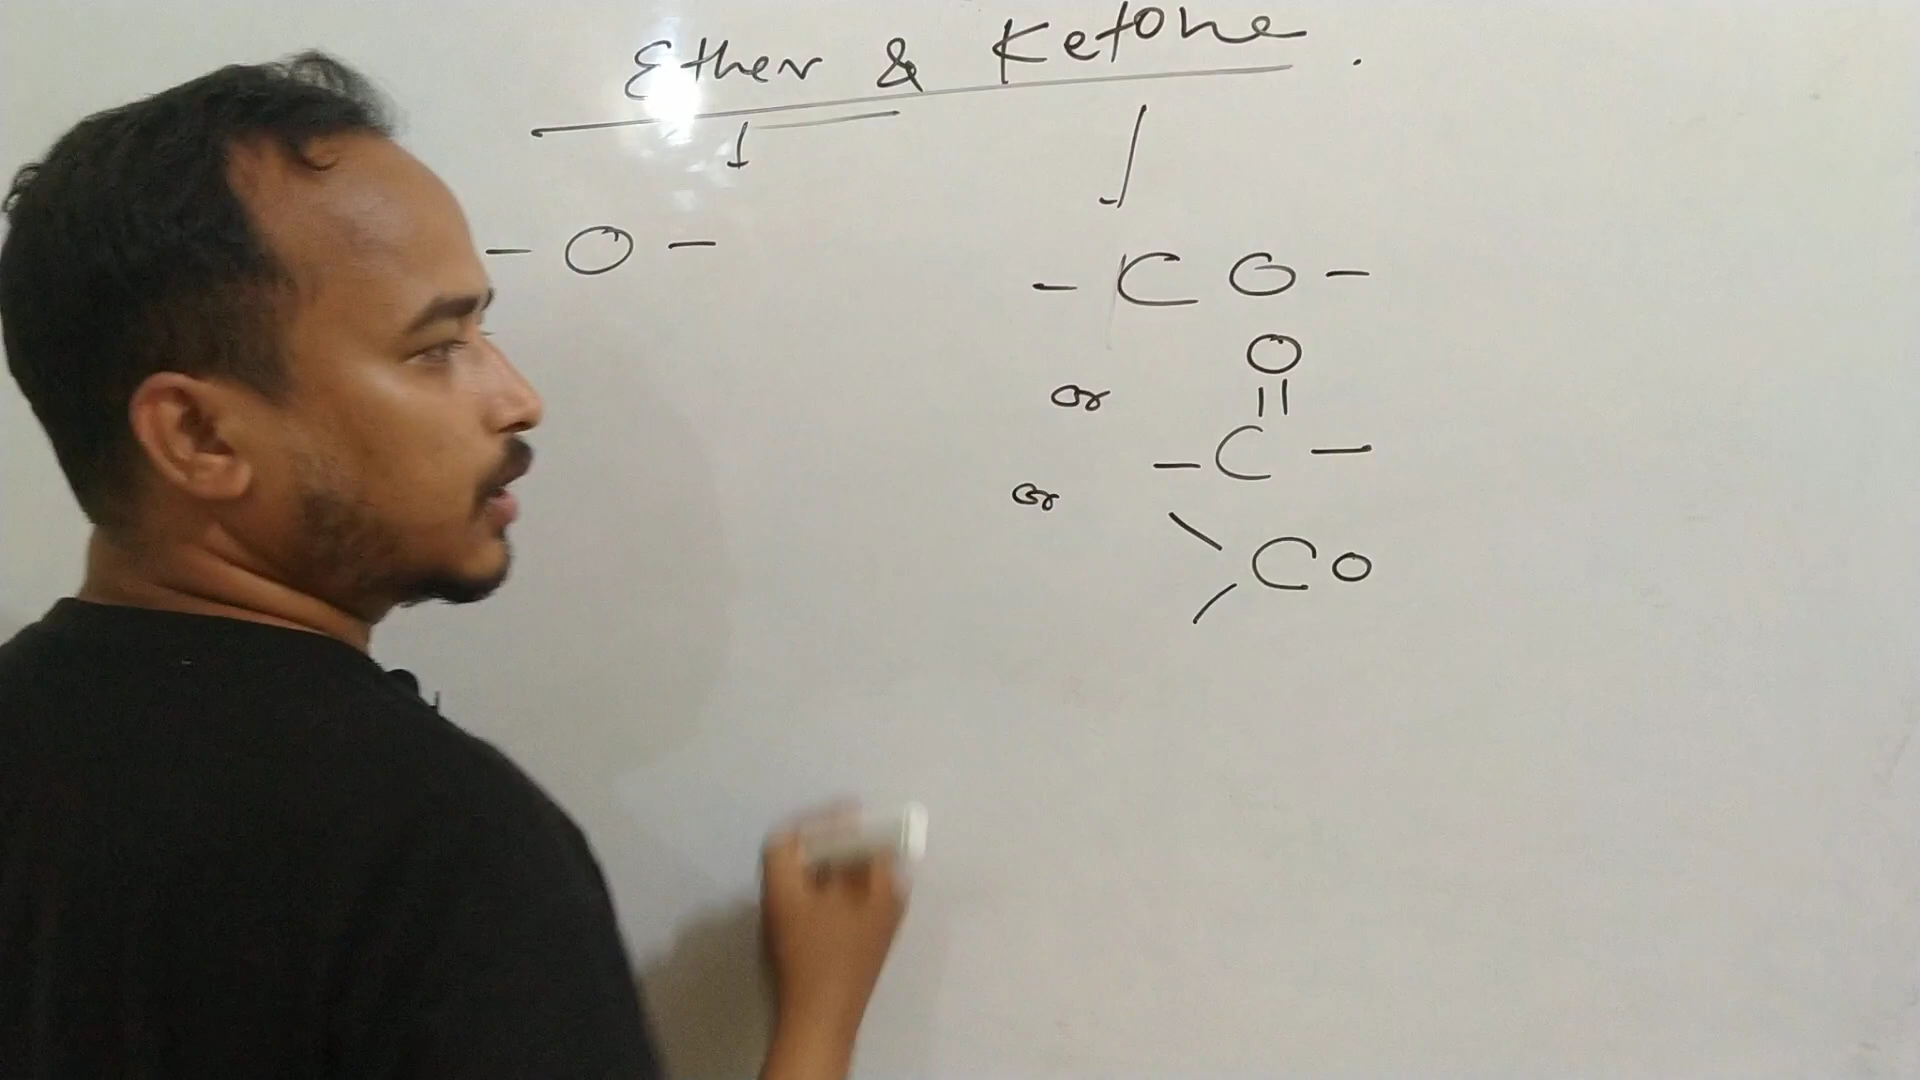 Ether & Ketone .
- O -
- CO -
O
or
||
- C -
or
>CO